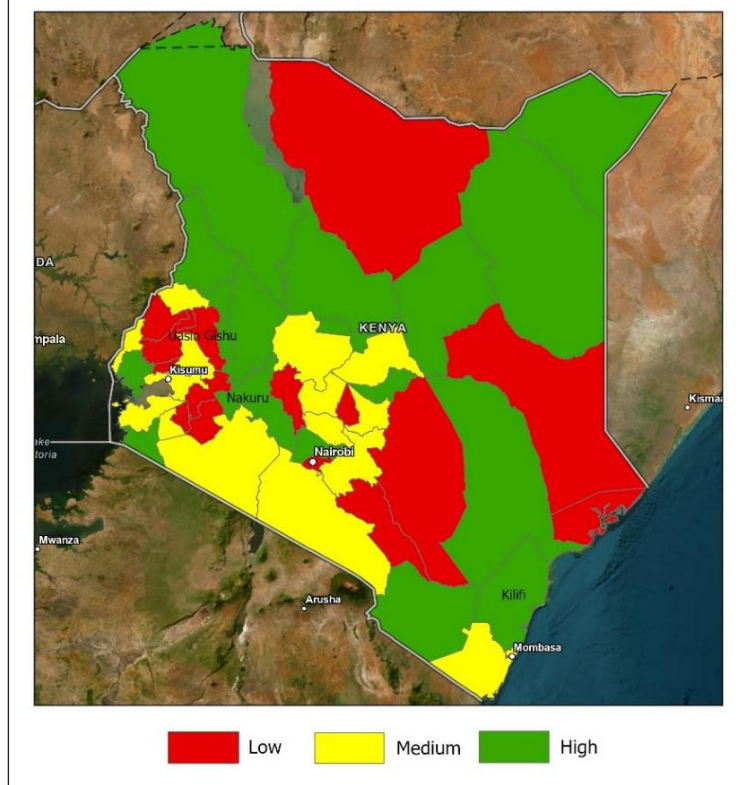 DA
KENYA
mpala
Uasin Gishu
Kisumu
Nakuru
Kisma
ake
toria
Nairobi
Mwanza
Arusha
Kilifi
Mombasa
Low
Medium
High